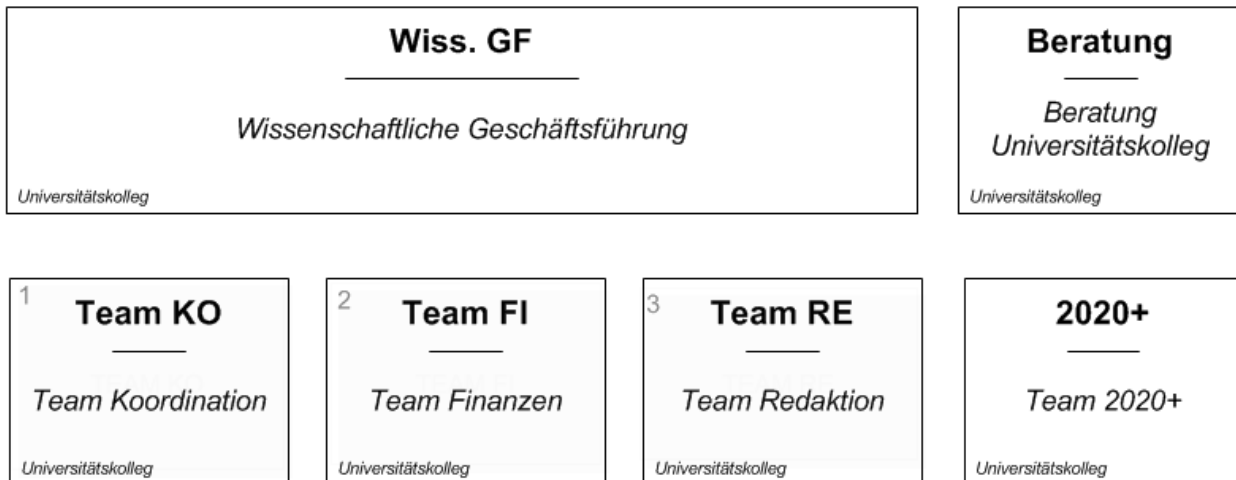 Wiss. GF
Wissenschaftliche Geschäftsführung
Universitätskolleg
Beratung
Beratung
Universitätskolleg
Universitätskolleg
1
Team KO
Team Koordination
Universitätskolleg
2
Team FI
Team Finanzen
Universitätskolleg
3
Team RE
Team Redaktion
Universitätskolleg
2020+
Team 2020+
Universitätskolleg